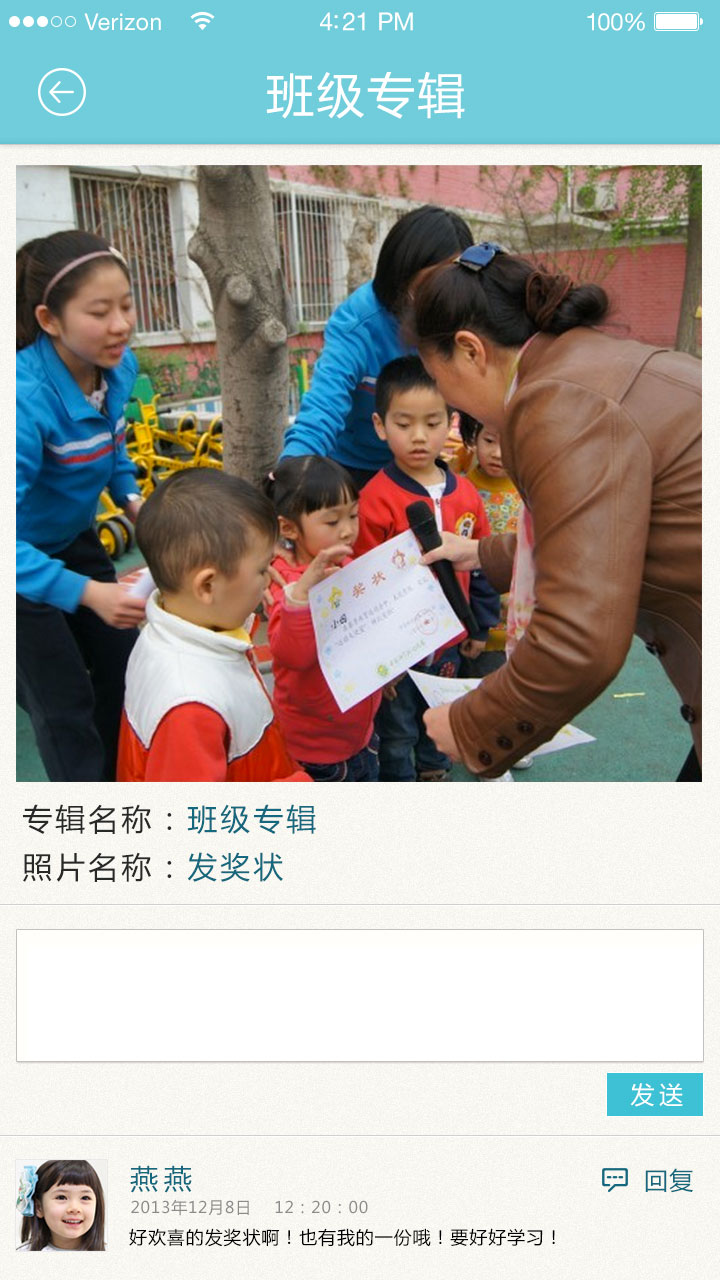 Verizon 4:21 PM 100%
班级专辑
奖状
专辑名称：班级专辑
照片名称：发奖状
发送
燕燕 回复
2013年12月8日 12：20：00
好欢喜的发奖状啊！也有我的一份哦！要好好学习！